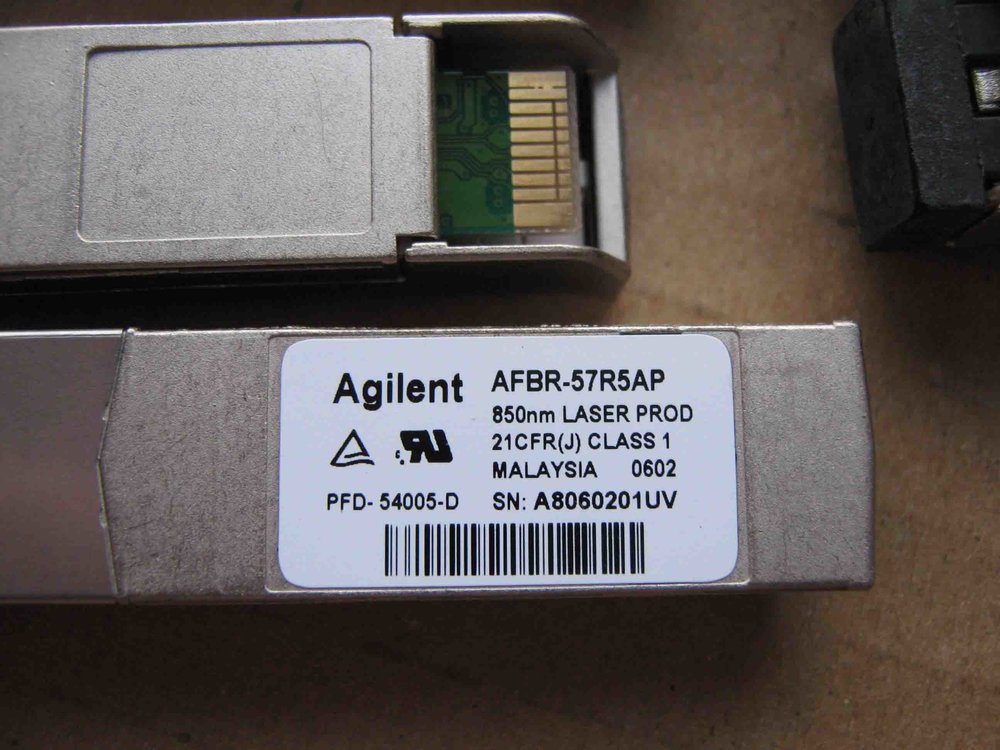 Agilent AFBR-57R5AP
850nm LASER PROD
21CFR(J) CLASS 1
MALAYSIA 0602
PFD- 54005-D SN: A8060201UV